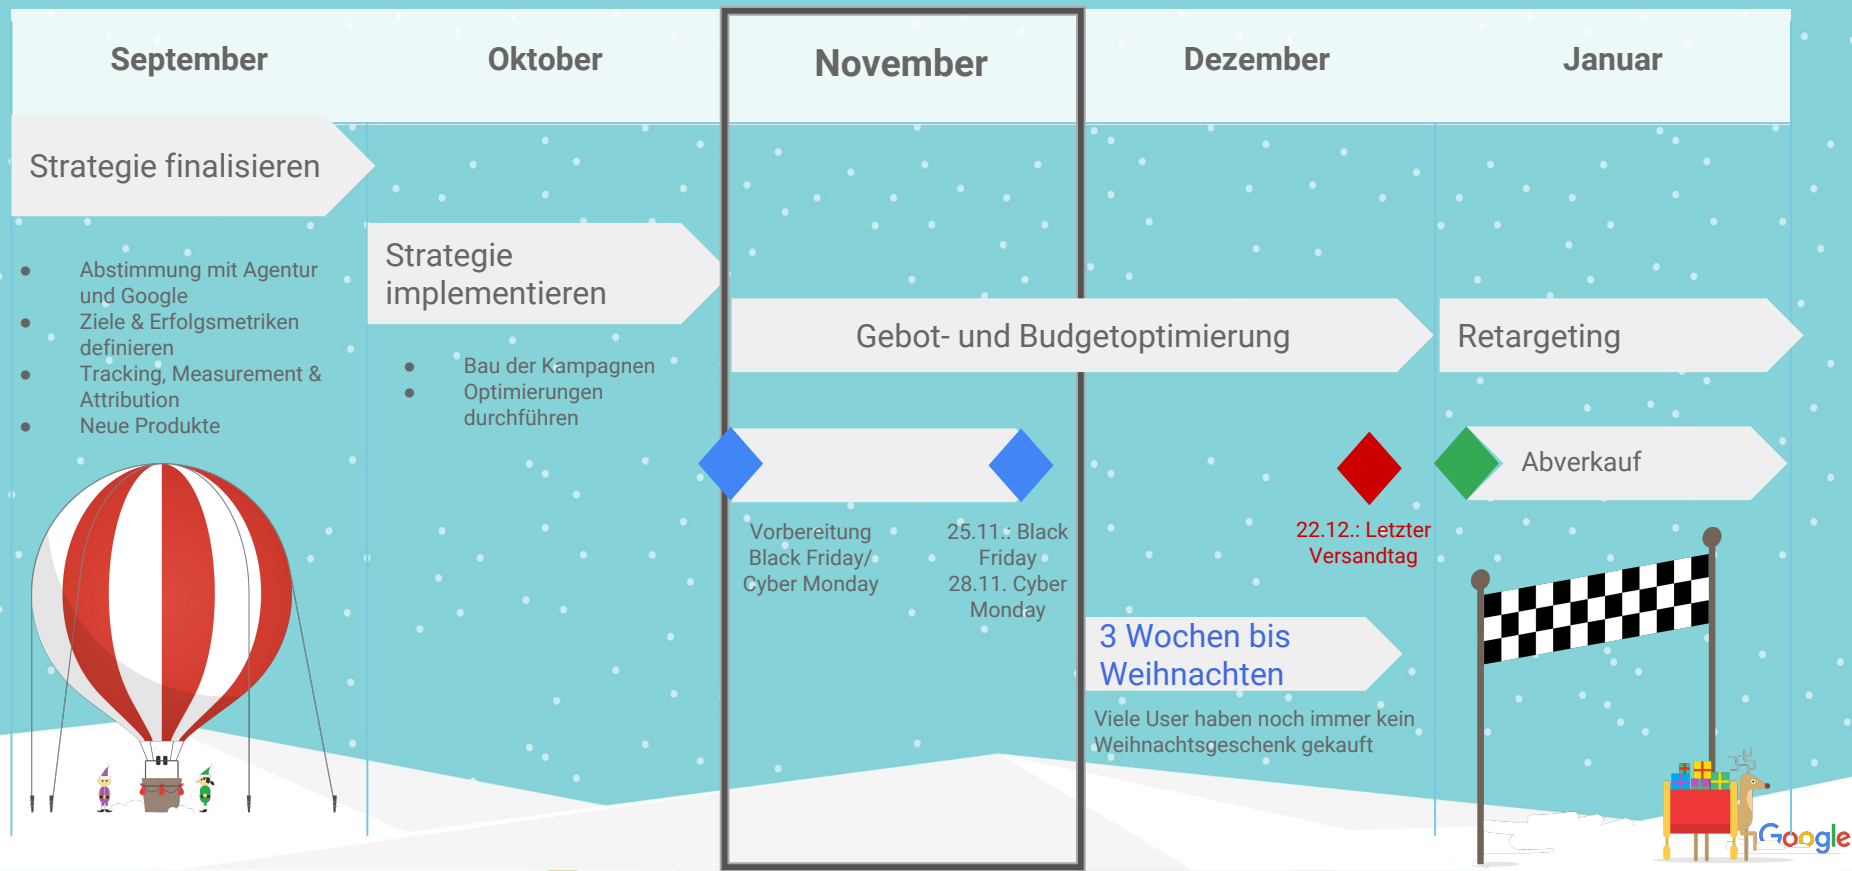 September
Oktober
November
Dezember
Januar
Strategie finalisieren
Abstimmung mit Agentur
und Google
Ziele & Erfolgsmetriken
definieren
Tracking, Measurement &
Attribution
Neue Produkte
Strategie
implementieren
Bau der Kampagnen
Optimierungen
durchführen
Gebot- und Budgetoptimierung
Retargeting
Vorbereitung
Black Friday/
Cyber Monday
25.11.: Black
Friday
28.11. Cyber
Monday
22.12.: Letzter
Versandtag
Abverkauf
3 Wochen bis
Weihnachten
Viele User haben noch immer kein
Weihnachtsgeschenk gekauft
Google